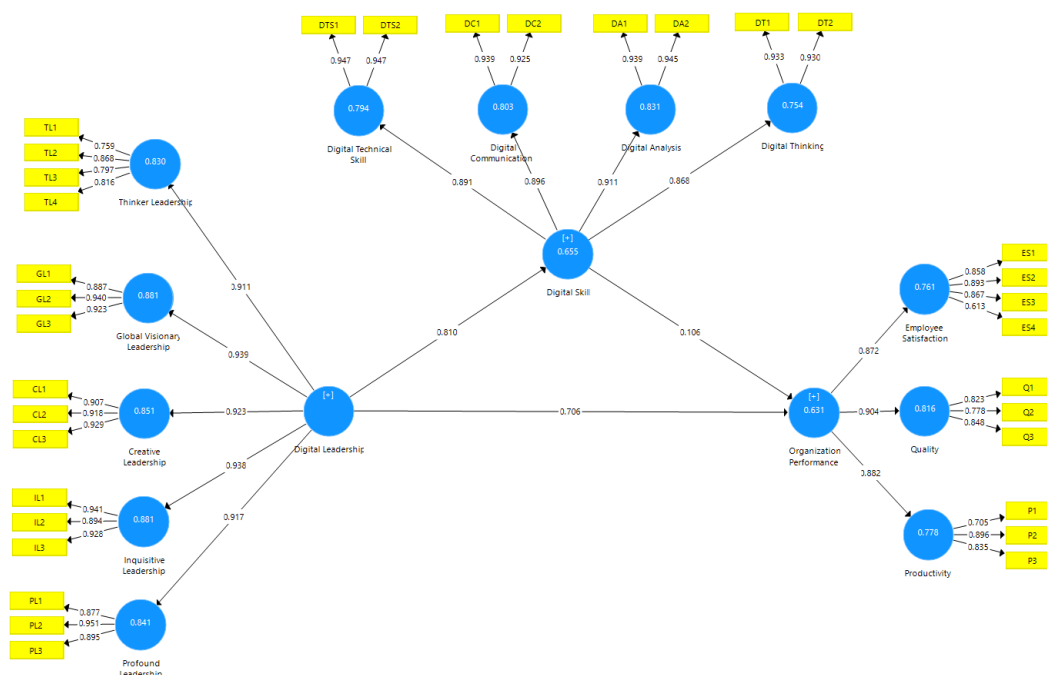 DTS1
DTS2
DC1
DC2
DA1
DA2
DT1
DT2
0.947
0.947
0.939
0.925
0.939
0.945
0.933
0.930
0.794
0.803
0.831
0.754
Digital Technical
Skill
Digital
Communication
Digital Analysis
Digital Thinking
TL1
TL2
TL3
TL4
0.759
0.868
0.797
0.816
0.830
Thinker Leadership
0.891
0.896
0.911
0.868
[+]
0.655
Digital Skill
GL1
GL2
GL3
0.887
0.940
0.923
0.881
Global Visionary
Leadership
0.911
0.939
0.810
0.106
ES1
ES2
ES3
ES4
0.858
0.893
0.867
0.613
0.761
Employee
Satisfaction
0.872
CL1
CL2
CL3
0.907
0.918
0.929
0.851
Creative
Leadership
0.923
[+]
Digital Leadership
0.706
[+]
0.631
Organization
Performance
0.904
Q1
Q2
Q3
0.823
0.778
0.848
0.816
Quality
0.938
0.917
0.882
IL1
IL2
IL3
0.941
0.894
0.928
0.881
Inquisitive
Leadership
P1
P2
P3
0.705
0.896
0.835
0.778
Productivity
PL1
PL2
PL3
0.877
0.951
0.895
0.841
Profound
Leadership